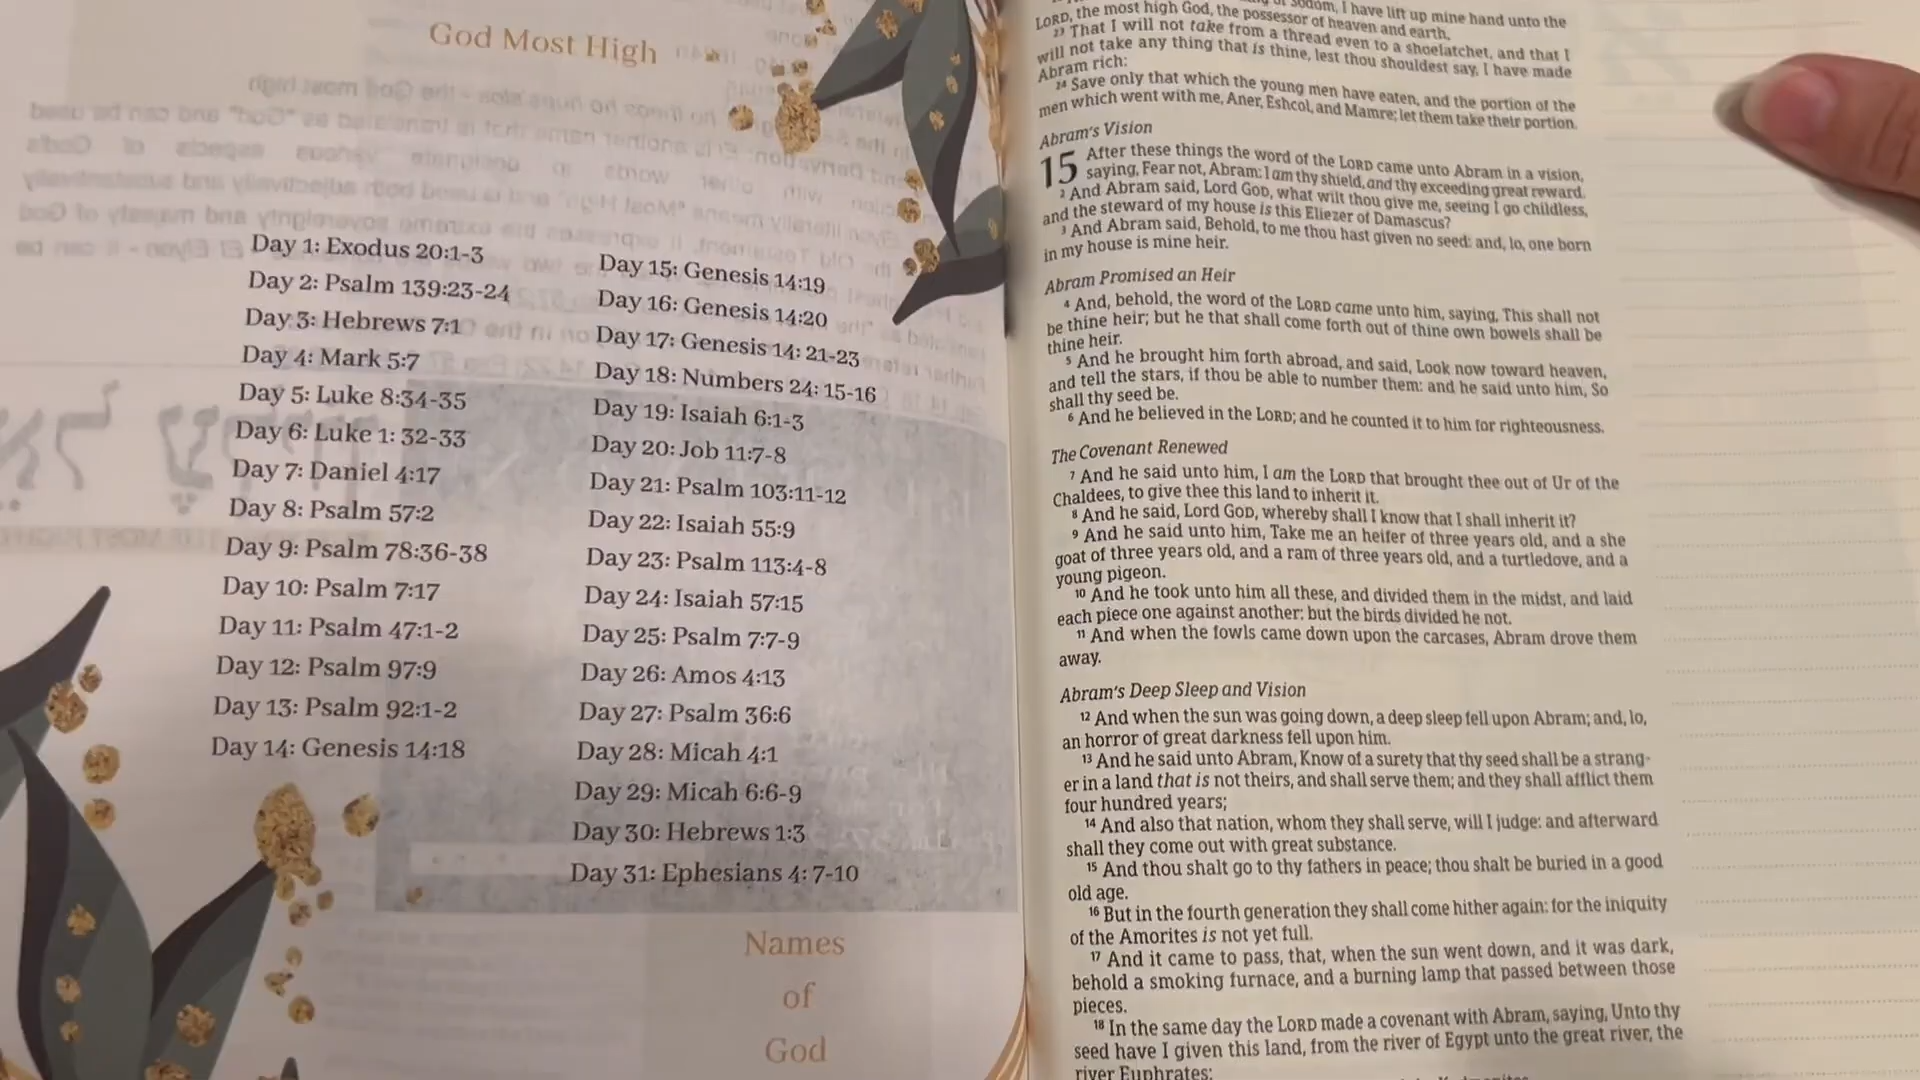 God Most High
Day 1: Exodus 20:1-3
Day 2: Psalm 139:23-24
Day 3: Hebrews 7:1
Day 4: Mark 5:7
Day 5: Luke 8:34-35
Day 6: Luke 1: 32-33
Day 7: Daniel 4:17
Day 8: Psalm 57:2
Day 9: Psalm 78:36-38
Day 10: Psalm 7:17
Day 11: Psalm 47:1-2
Day 12: Psalm 97:9
Day 13: Psalm 92:1-2
Day 14: Genesis 14:18
Day 15: Genesis 14:19
Day 16: Genesis 14:20
Day 17: Genesis 14: 21-23
Day 18: Numbers 24: 15-16
Day 19: Isaiah 6:1-3
Day 20: Job 11:7-8
Day 21: Psalm 103:11-12
Day 22: Isaiah 55:9
Day 23: Psalm 113:4-8
Day 24: Isaiah 57:15
Day 25: Psalm 7:7-9
Day 26: Amos 4:13
Day 27: Psalm 36:6
Day 28: Micah 4:1
Day 29: Micah 6:6-9
Day 30: Hebrews 1:3
Day 31: Ephesians 4: 7-10
Names
of
God
Sodom, I have lift up mine hand unto the
LORD, the most high God, the possessor of heaven and earth,
23 That I will not take from a thread even to a shoelatchet, and that I
will not take any thing that is thine, lest thou shouldest say, I have made
Abram rich:
24 Save only that which the young men have eaten, and the portion of the
men which went with me, Aner, Eshcol, and Mamre; let them take their portion.
Abram's Vision
15 After these things the word of the LORD came unto Abram in a vision,
saying, Fear not, Abram: I am thy shield, and thy exceeding great reward.
2 And Abram said, Lord GOD, what wilt thou give me, seeing I go childless,
and the steward of my house is this Eliezer of Damascus?
3 And Abram said, Behold, to me thou hast given no seed: and, lo, one born
in my house is mine heir.
Abram Promised an Heir
4 And, behold, the word of the LORD came unto him, saying, This shall not
be thine heir; but he that shall come forth out of thine own bowels shall be
thine heir.
5 And he brought him forth abroad, and said, Look now toward heaven,
and tell the stars, if thou be able to number them: and he said unto him, So
shall thy seed be.
6 And he believed in the LORD; and he counted it to him for righteousness.
The Covenant Renewed
7 And he said unto him, I am the LORD that brought thee out of Ur of the
Chaldees, to give thee this land to inherit it.
8 And he said, Lord GOD, whereby shall I know that I shall inherit it?
9 And he said unto him, Take me an heifer of three years old, and a she
goat of three years old, and a ram of three years old, and a turtledove, and a
young pigeon.
10 And he took unto him all these, and divided them in the midst, and laid
each piece one against another: but the birds divided he not.
11 And when the fowls came down upon the carcases, Abram drove them
away.
Abram's Deep Sleep and Vision
12 And when the sun was going down, a deep sleep fell upon Abram; and, lo,
an horror of great darkness fell upon him.
13 And he said unto Abram, Know of a surety that thy seed shall be a strang-
er in a land that is not theirs, and shall serve them; and they shall afflict them
four hundred years;
14 And also that nation, whom they shall serve, will I judge: and afterward
shall they come out with great substance.
15 And thou shalt go to thy fathers in peace; thou shalt be buried in a good
old age.
16 But in the fourth generation they shall come hither again: for the iniquity
of the Amorites is not yet full.
17 And it came to pass, that, when the sun went down, and it was dark,
behold a smoking furnace, and a burning lamp that passed between those
pieces.
18 In the same day the LORD made a covenant with Abram, saying, Unto thy
seed have I given this land, from the river of Egypt unto the great river, the
river Euphrates: